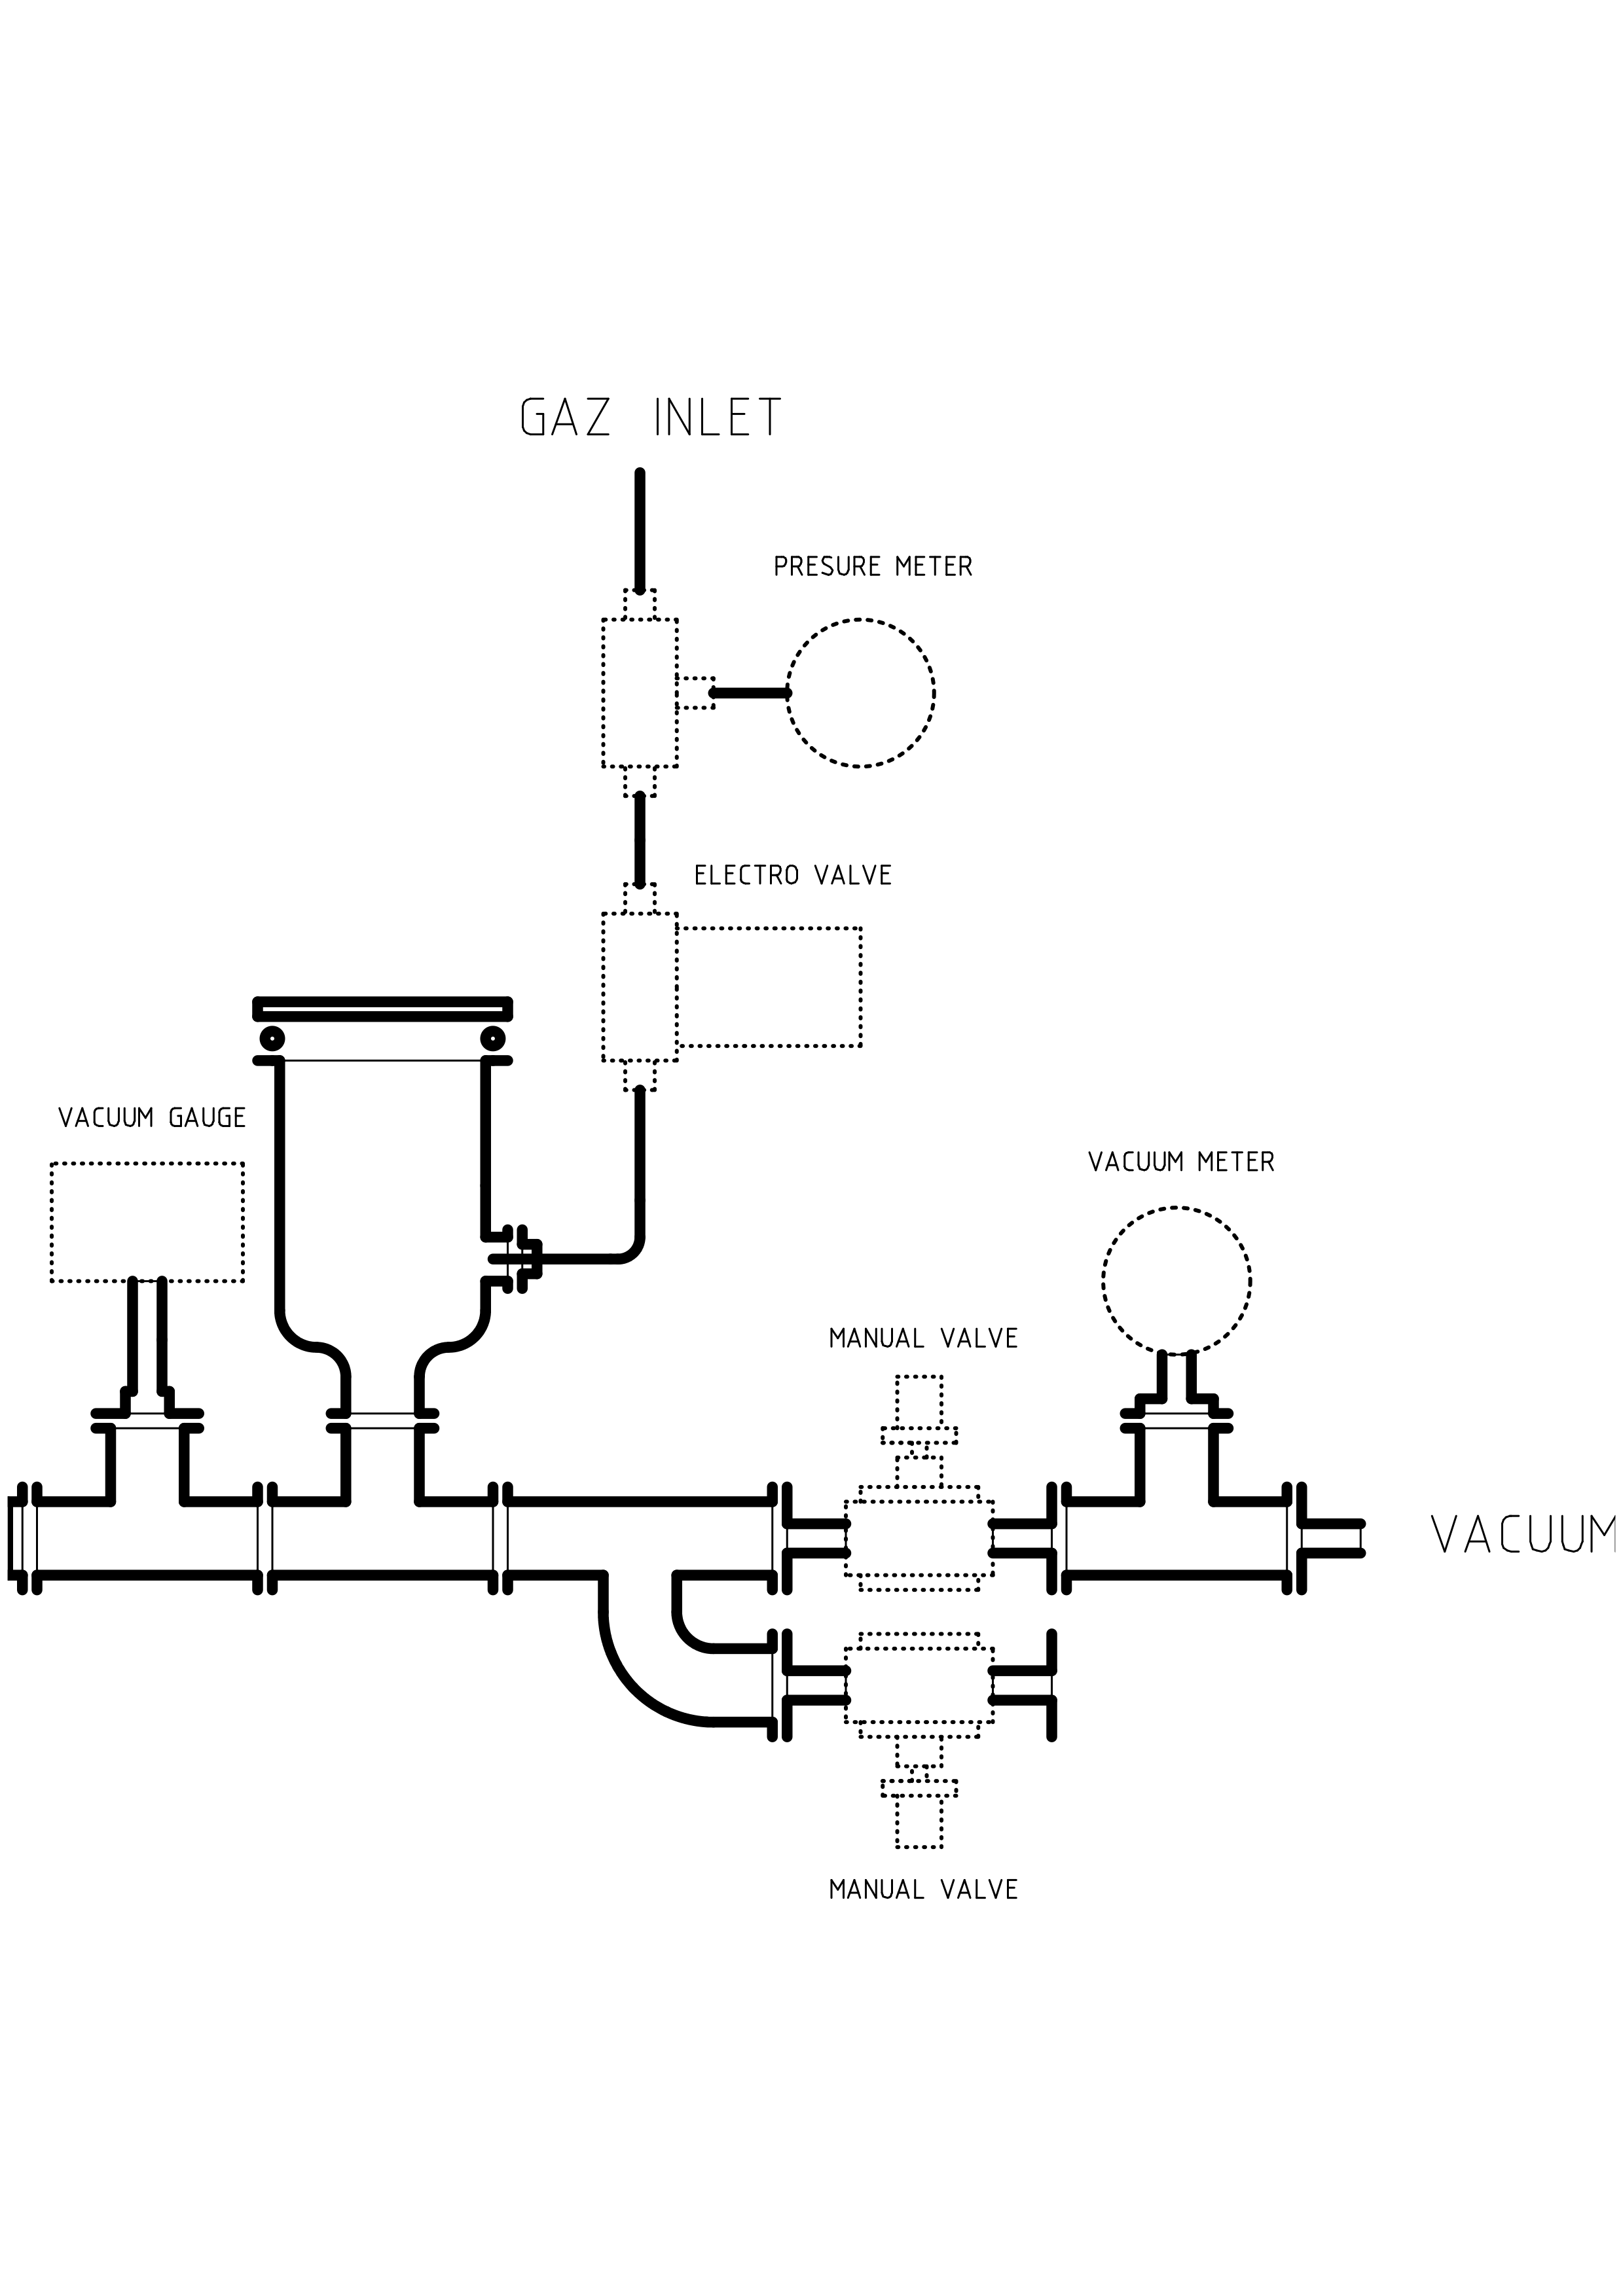 GAZ INLET
PRESURE METER
ELECTRO VALVE
VACUUM GAUGE
VACUUM METER
MANUAL VALVE
VACUUM
MANUAL VALVE